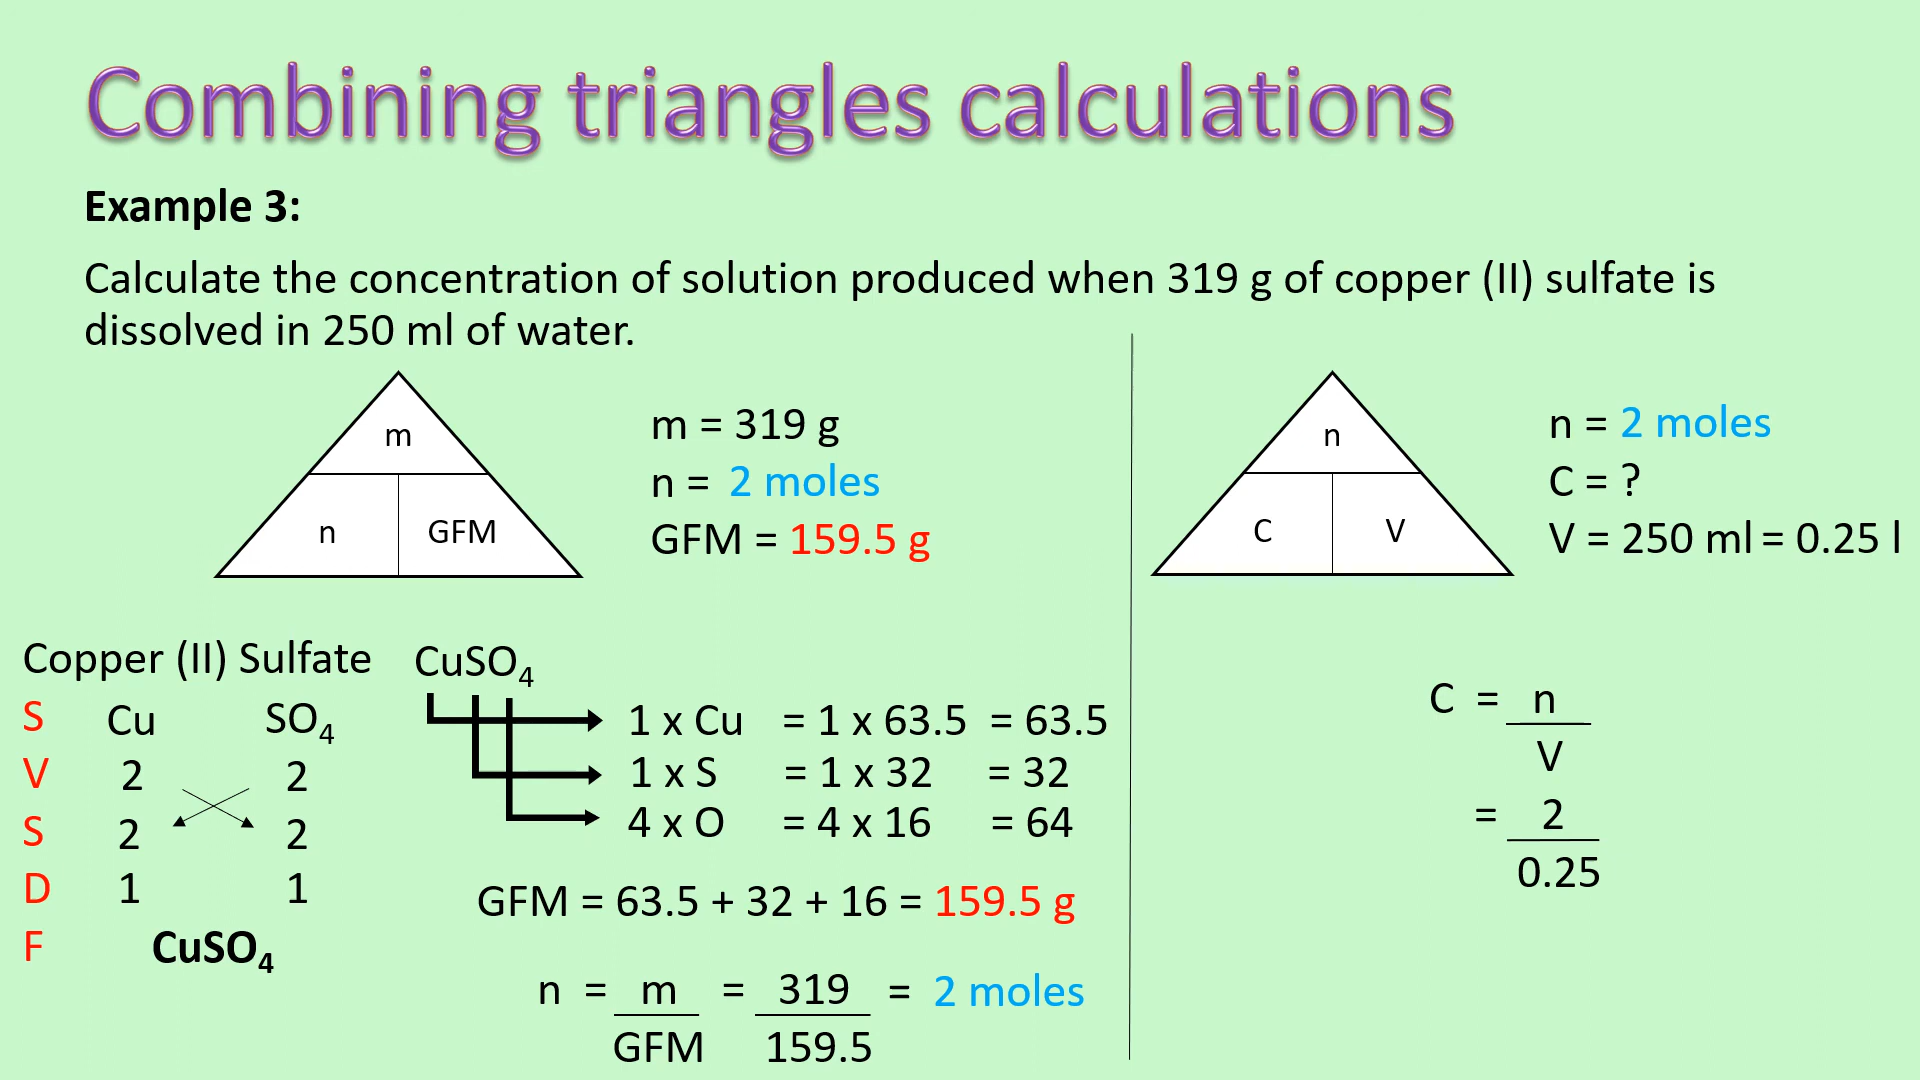 Combining triangles calculations
Example 3:
Calculate the concentration of solution produced when 319 g of copper (II) sulfate is
dissolved in 250 ml of water.
m
n GFM
m = 319 g
n = 2 moles
GFM = 159.5 g
n
C V
n = 2 moles
C = ?
V = 250 ml = 0.25 l
Copper (II) Sulfate
S Cu SO₄
V 2 2
S 2 2
D 1 1
F CuSO₄
CuSO₄
1 x Cu = 1 x 63.5 = 63.5
1 x S = 1 x 32 = 32
4 x O = 4 x 16 = 64
GFM = 63.5 + 32 + 16 = 159.5 g
n = m = 319 = 2 moles
GFM 159.5
C = n
V
= 2
0.25